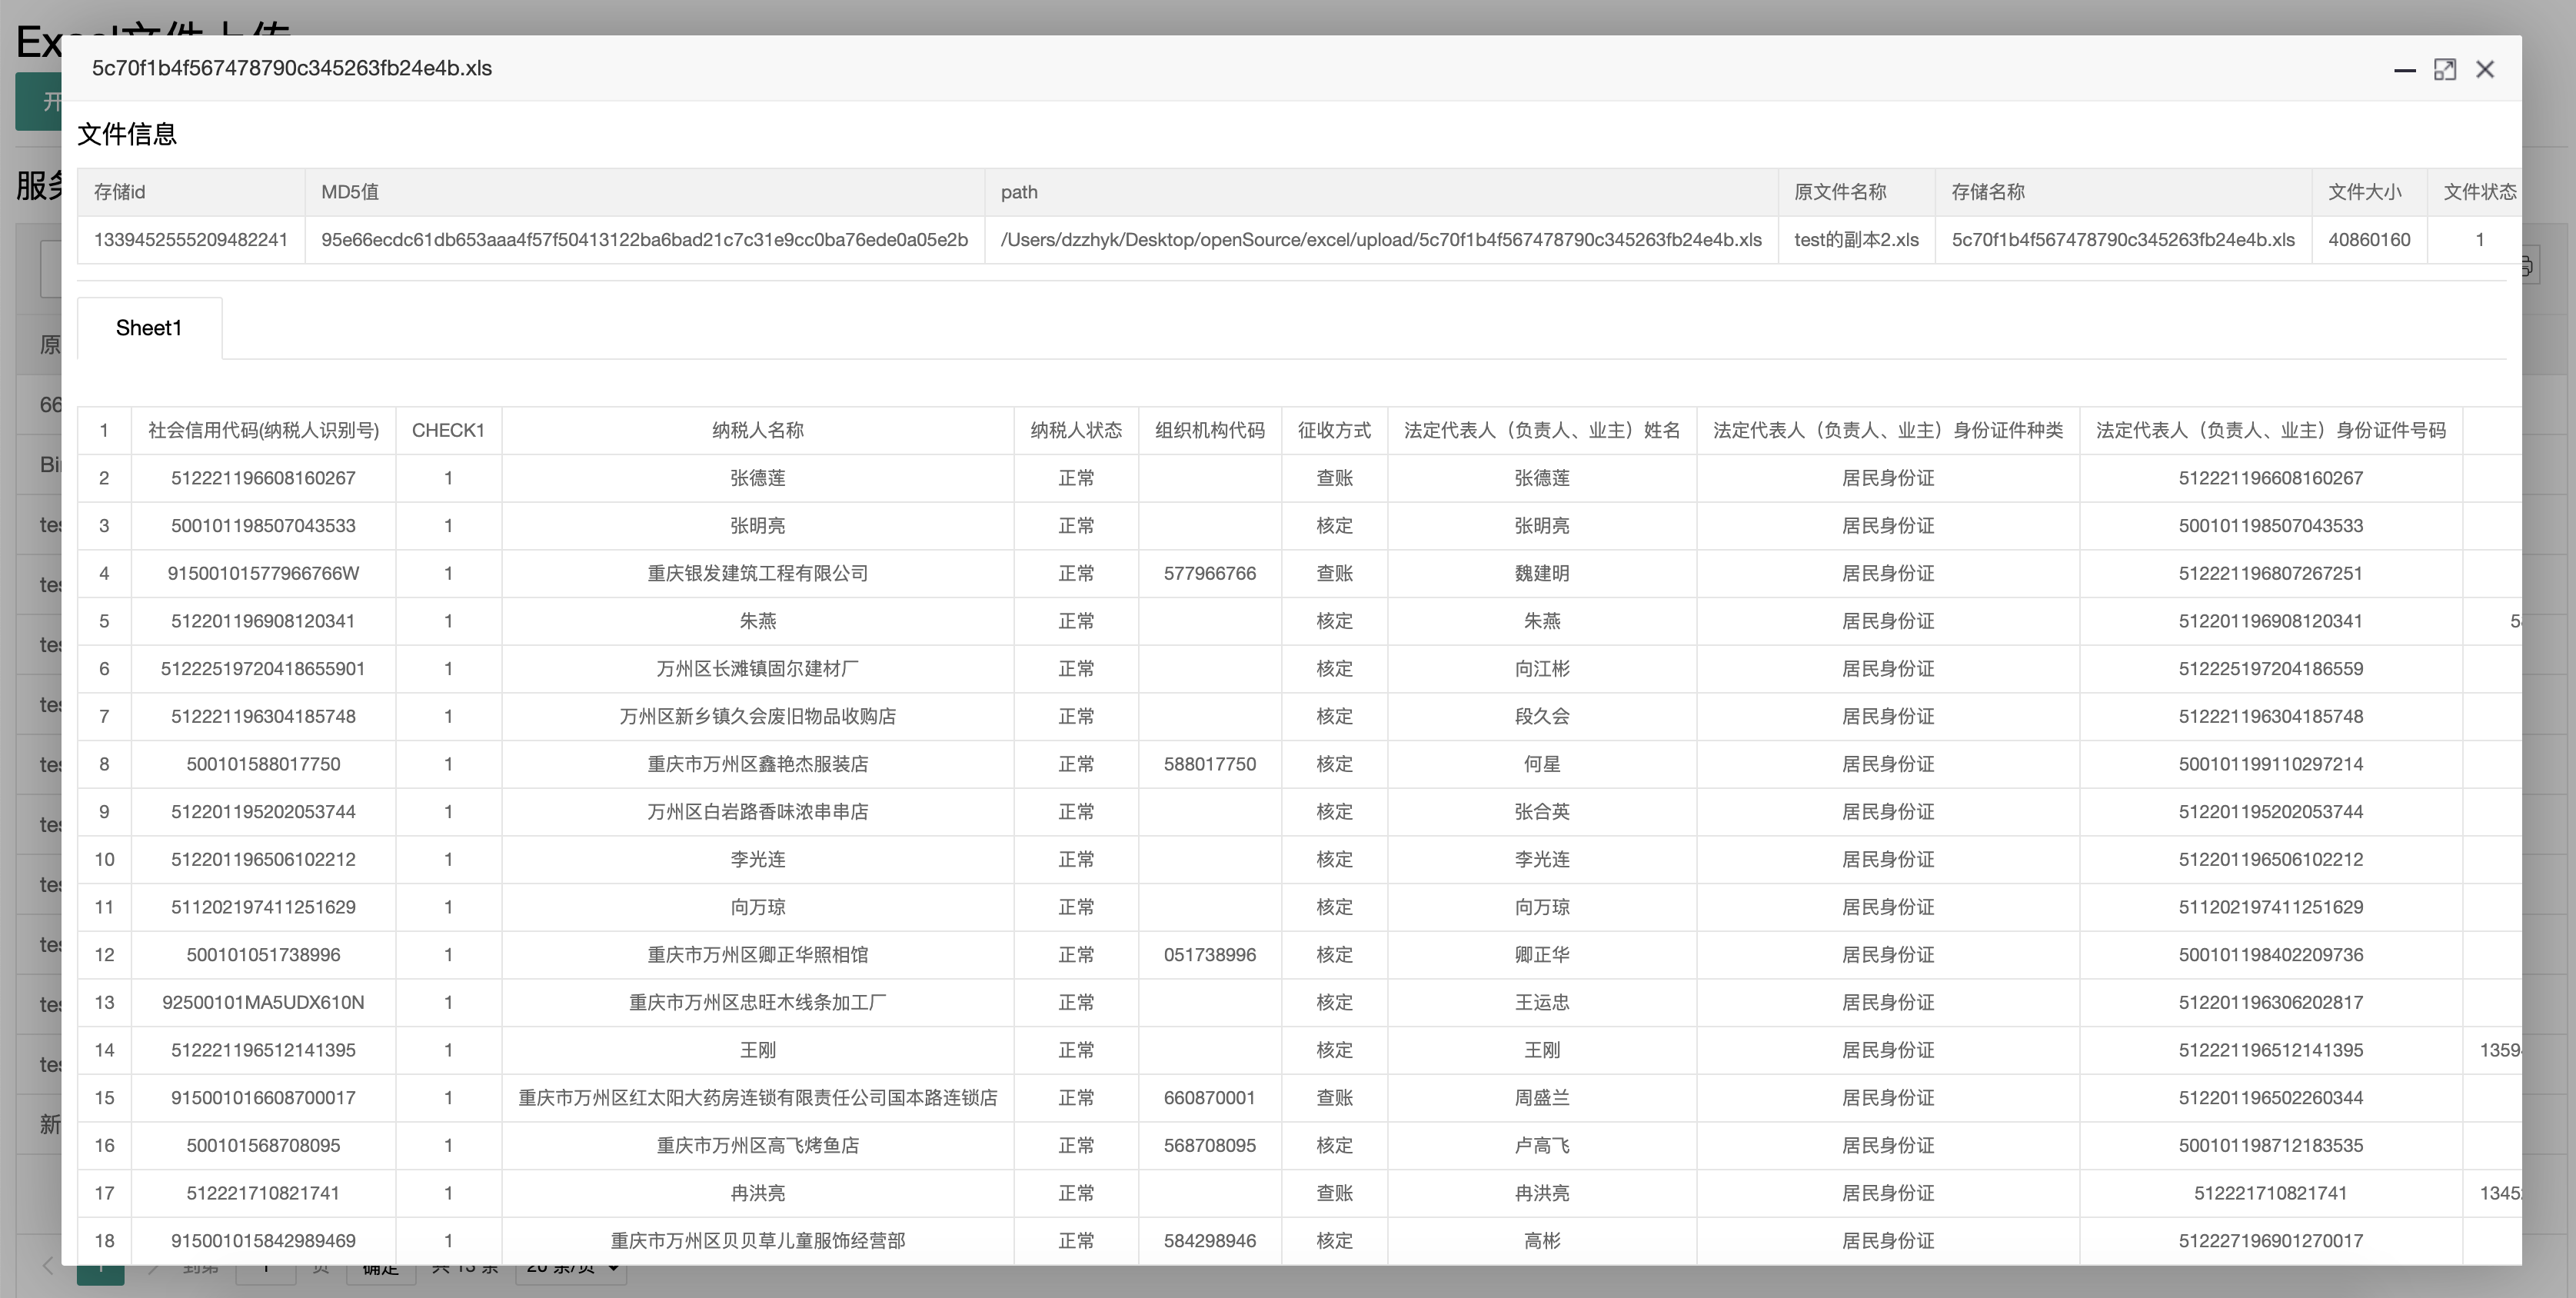 5c70f1b4f567478790c345263fb24e4b.xls
文件信息
存储id MD5值 path 原文件名称 存储名称 文件大小 文件状态
1339452555209482241 95e66ecdc61db653aaa4f57f50413122ba6bad21c7c31e9cc0ba76ede0a05e2b /Users/dzzhyk/Desktop/openSource/excel/upload/5c70f1b4f567478790c345263fb24e4b.xls test的副本2.xls 5c70f1b4f567478790c345263fb24e4b.xls 40860160 1
Sheet1
1 社会信用代码(纳税人识别号) CHECK1 纳税人名称 纳税人状态 组织机构代码 征收方式 法定代表人（负责人、业主）姓名 法定代表人（负责人、业主）身份证件种类 法定代表人（负责人、业主）身份证件号码
2 512221196608160267 1 张德莲 正常 查账 张德莲 居民身份证 512221196608160267
3 500101198507043533 1 张明亮 正常 核定 张明亮 居民身份证 500101198507043533
4 91500101577966766W 1 重庆银发建筑工程有限公司 正常 577966766 查账 魏建明 居民身份证 512221196807267251
5 512201196908120341 1 朱燕 正常 核定 朱燕 居民身份证 512201196908120341
6 51222519720418655901 1 万州区长滩镇固尔建材厂 正常 核定 向江彬 居民身份证 512225197204186559
7 512221196304185748 1 万州区新乡镇久会废旧物品收购店 正常 核定 段久会 居民身份证 512221196304185748
8 500101588017750 1 重庆市万州区鑫艳杰服装店 正常 588017750 核定 何星 居民身份证 500101199110297214
9 512201195202053744 1 万州区白岩路香味浓串串店 正常 核定 张合英 居民身份证 512201195202053744
10 512201196506102212 1 李光连 正常 核定 李光连 居民身份证 512201196506102212
11 511202197411251629 1 向万琼 正常 核定 向万琼 居民身份证 511202197411251629
12 500101051738996 1 重庆市万州区卿正华照相馆 正常 051738996 核定 卿正华 居民身份证 500101198402209736
13 92500101MA5UDX610N 1 重庆市万州区忠旺木线条加工厂 正常 核定 王运忠 居民身份证 512201196306202817
14 512221196512141395 1 王刚 正常 核定 王刚 居民身份证 512221196512141395 1359
15 915001016608700017 1 重庆市万州区红太阳大药房连锁有限责任公司国本路连锁店 正常 660870001 查账 周盛兰 居民身份证 512201196502260344
16 500101568708095 1 重庆市万州区高飞烤鱼店 正常 568708095 核定 卢高飞 居民身份证 500101198712183535
17 512221710821741 1 冉洪亮 正常 查账 冉洪亮 居民身份证 512221710821741 1345
18 915001015842989469 1 重庆市万州区贝贝草儿童服饰经营部 正常 584298946 核定 高彬 居民身份证 512227196901270017